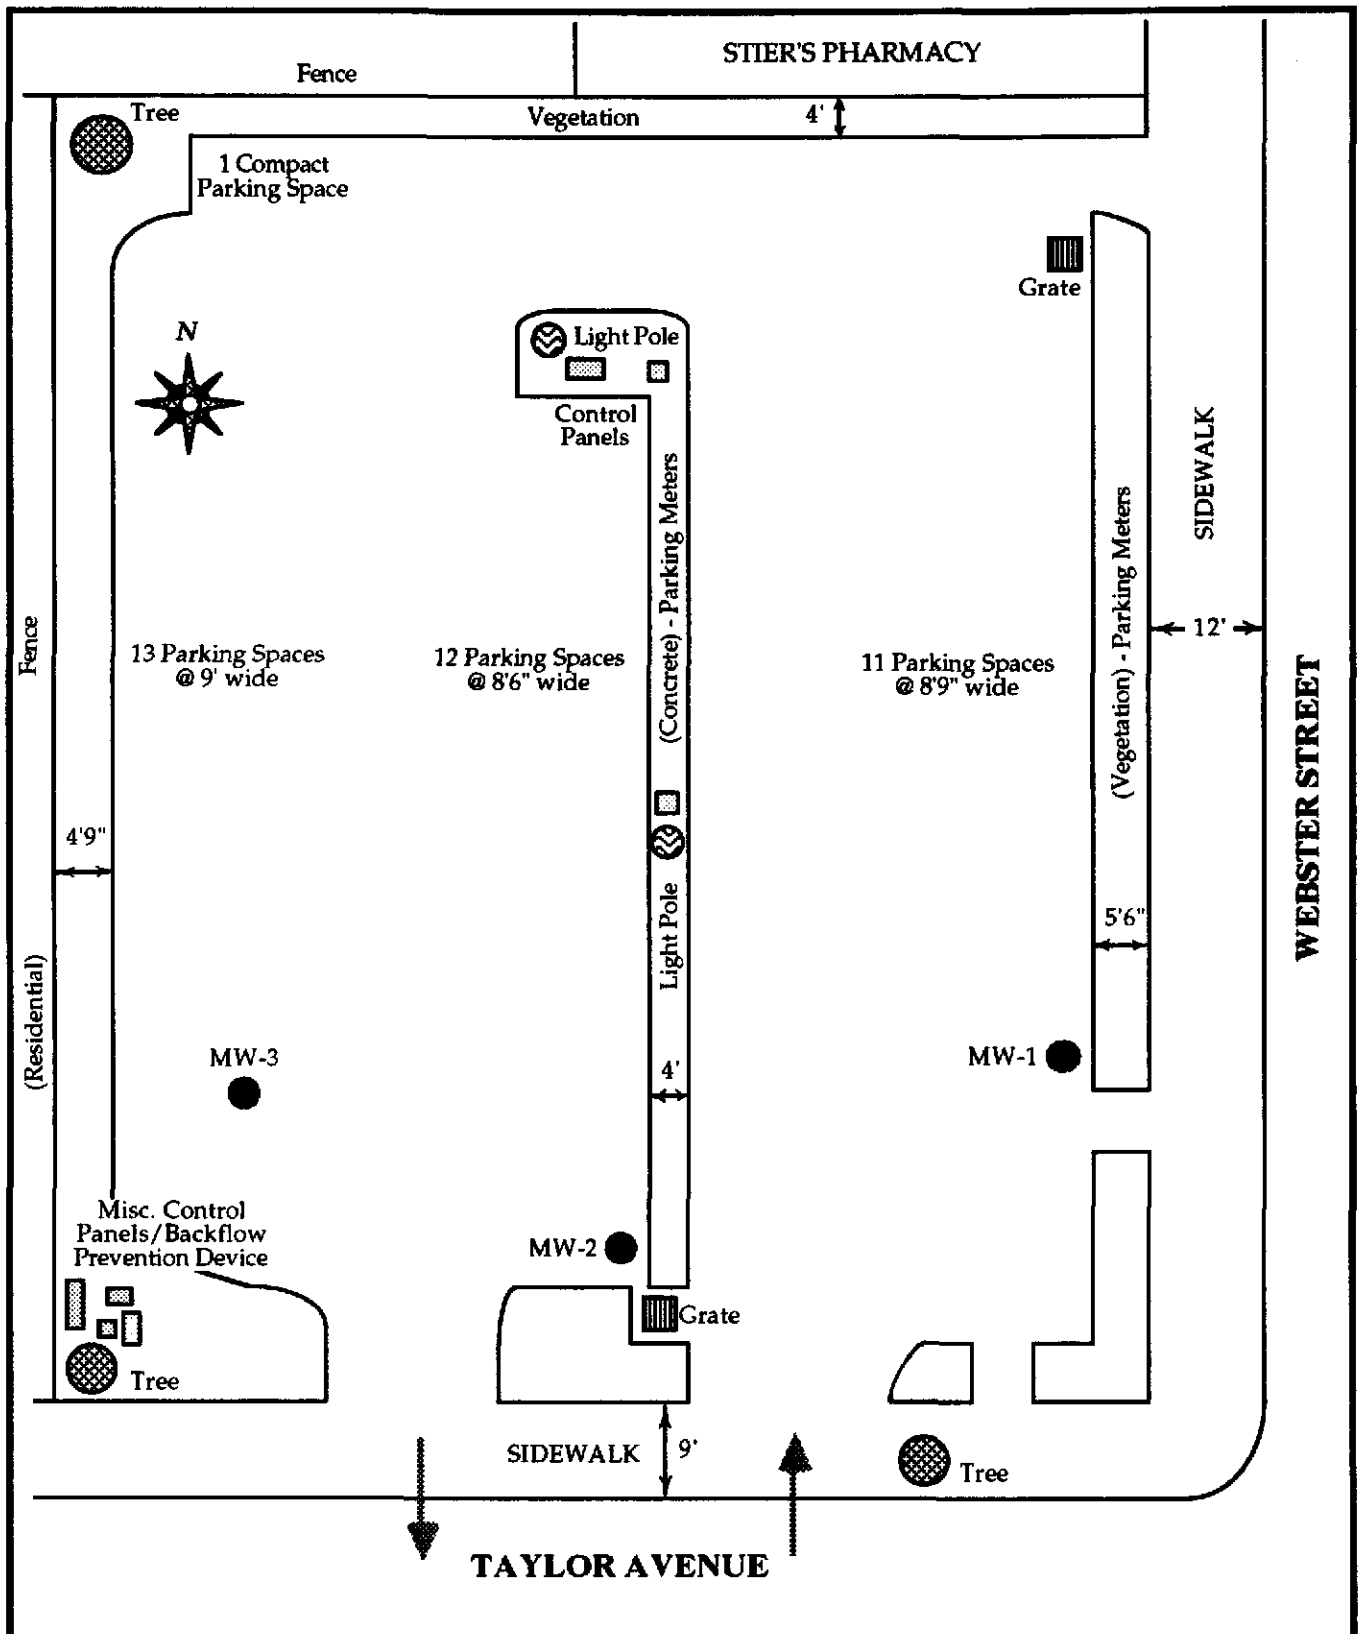 STIER'S PHARMACY
Fence
Tree
Vegetation
4'
1 Compact
Parking Space
Grate
N
Light Pole
Control
Panels
(Concrete) - Parking Meters
SIDEWALK
(Vegetation) - Parking Meters
12'
Fence
13 Parking Spaces
@ 9' wide
12 Parking Spaces
@ 8'6" wide
11 Parking Spaces
@ 8'9" wide
WEBSTER STREET
4'9"
Light Pole
5'6"
(Residential)
MW-3
MW-1
4'
Misc. Control
Panels/Backflow
Prevention Device
MW-2
Grate
Tree
SIDEWALK
9'
Tree
TAYLOR AVENUE